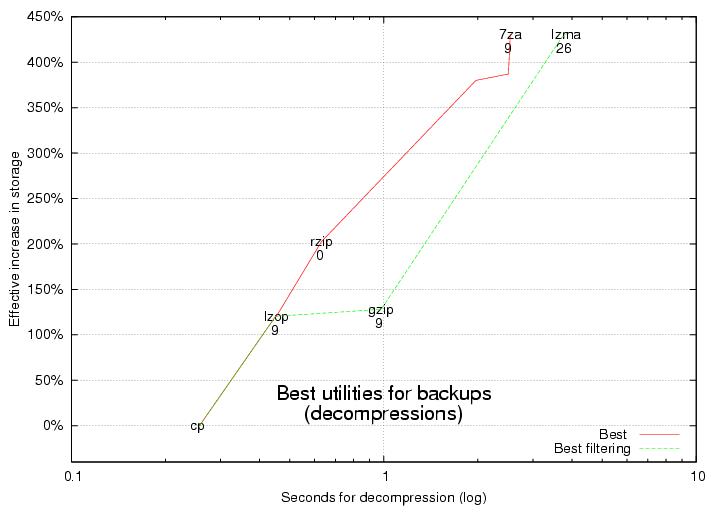 450%
400%
350%
300%
250%
200%
150%
100%
50%
0%
Effective increase in storage
7za
9
lzma
26
rzip
0
lzop
9
gzip
9
cp
Best utilities for backups
(decompressions)
Best
Best filtering
0.1
1
10
Seconds for decompression (log)